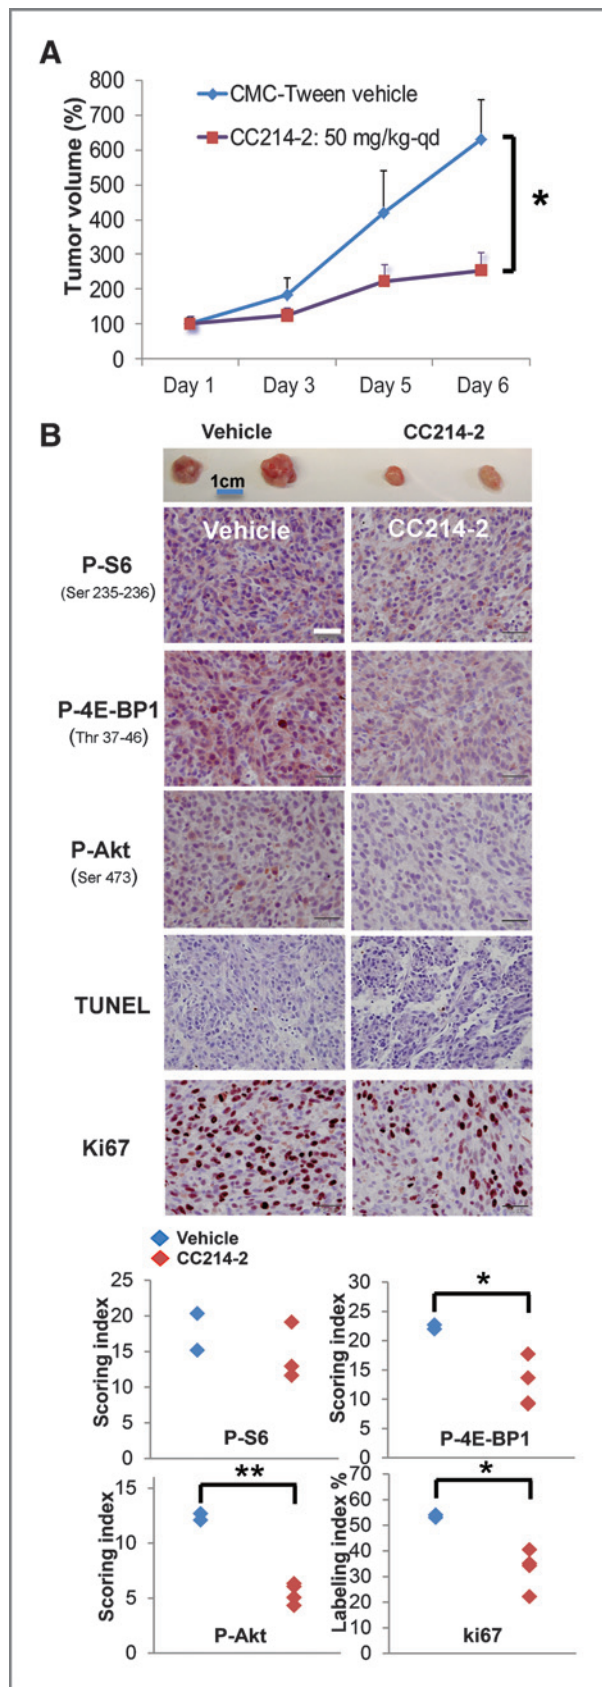 A
Tumor volume (%)
800
700
600
500
400
300
200
100
0
CMC-Tween vehicle
CC214-2: 50 mg/kg-qd
*
Day 1 Day 3 Day 5 Day 6
B
Vehicle CC214-2
1cm
Vehicle CC214-2
P-S6
(Ser 235-236)
P-4E-BP1
(Thr 37-46)
P-Akt
(Ser 473)
TUNEL
Ki67
Vehicle
CC214-2
Scoring index
25
20
15
10
5
0
P-S6
Scoring index
30
25
20
15
10
5
0
*
P-4E-BP1
Scoring index
15
10
5
0
**
P-Akt
Labeling index %
70
60
50
40
30
20
10
0
*
ki67